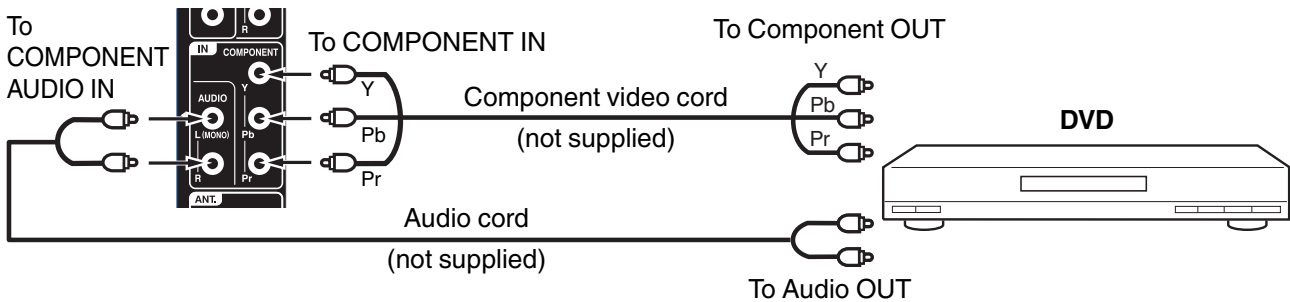 To
COMPONENT
AUDIO IN
R
IN COMPONENT
Y
AUDIO
L (MONO) Pb
R Pr
ANT.
To COMPONENT IN
Y
Pb
Pr
Component video cord
(not supplied)
Audio cord
(not supplied)
To Component OUT
Y
Pb
Pr
DVD
To Audio OUT